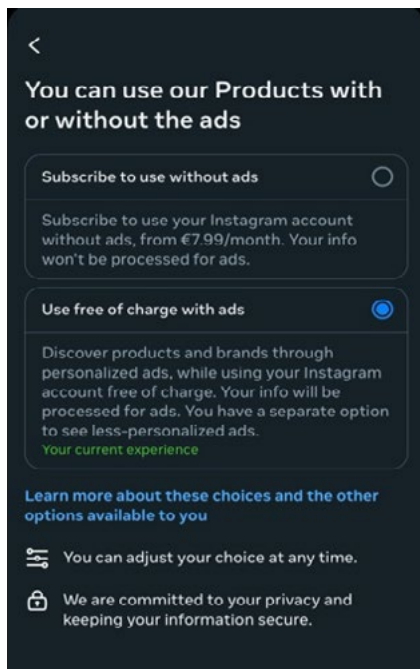 You can use our Products with
or without the ads
Subscribe to use without ads
Subscribe to use your Instagram account
without ads, from €7.99/month. Your info
won't be processed for ads.
Use free of charge with ads
Discover products and brands through
personalized ads, while using your Instagram
account free of charge. Your info will be
processed for ads. You have a separate option
to see less-personalized ads.
Your current experience
Learn more about these choices and the other
options available to you
You can adjust your choice at any time.
We are committed to your privacy and
keeping your information secure.